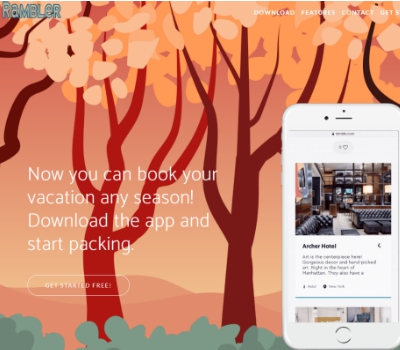 Rambler
DOWNLOAD FEATURES CONTACT GET S
Now you can book your
vacation any season!
Download the app and
start packing.
GET STARTED FREE!
Archer Hotel
Art is the centerpiece here!
Gorgeous decor and hand-picked
art. Right in the heart of
Manhattan. They also have a
Hotel New York